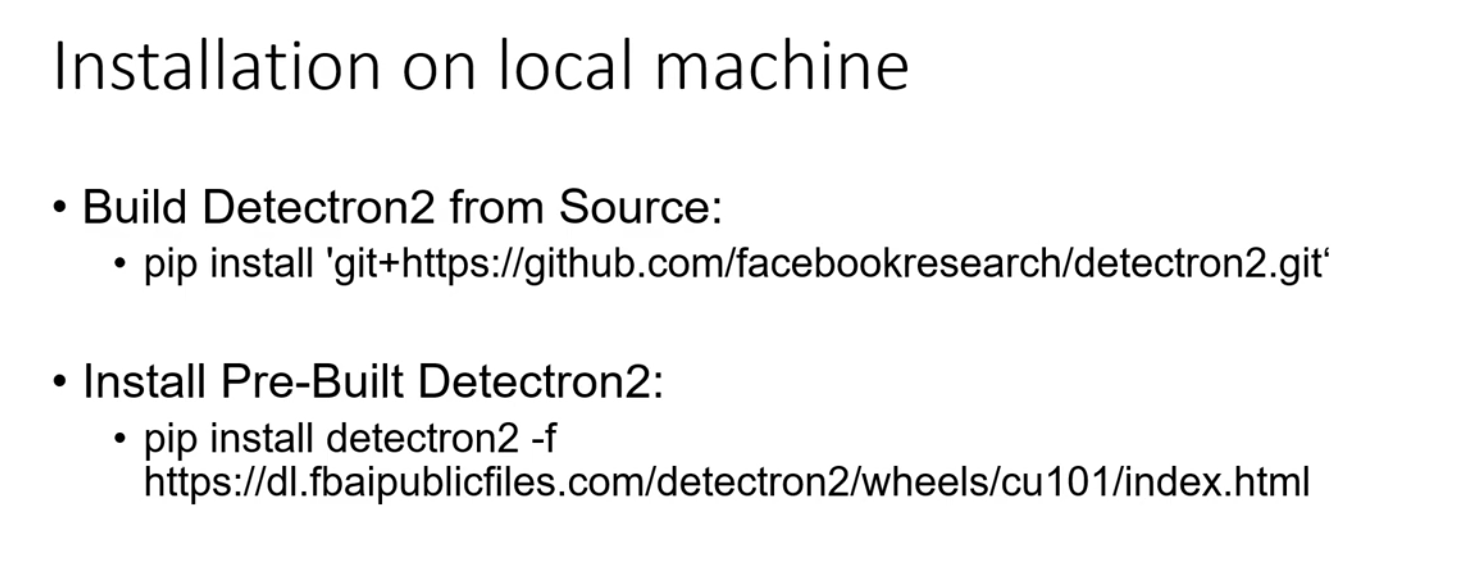 Installation on local machine
• Build Detectron2 from Source:
• pip install 'git+https://github.com/facebookresearch/detectron2.git‘
• Install Pre-Built Detectron2:
• pip install detectron2 -f
https://dl.fbaipublicfiles.com/detectron2/wheels/cu101/index.html